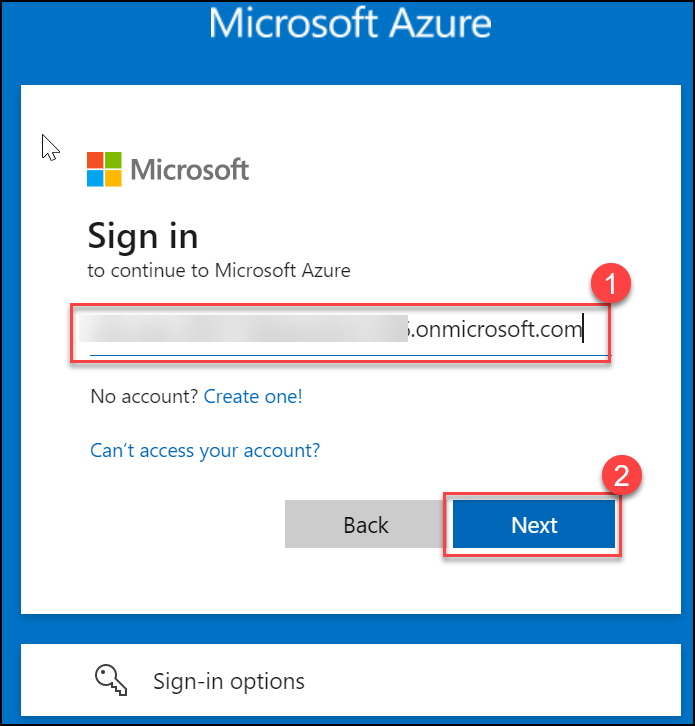 Microsoft Azure
Microsoft
Sign in
to continue to Microsoft Azure
1
.onmicrosoft.com
No account? Create one!
Can't access your account?
2
Back Next
Sign-in options